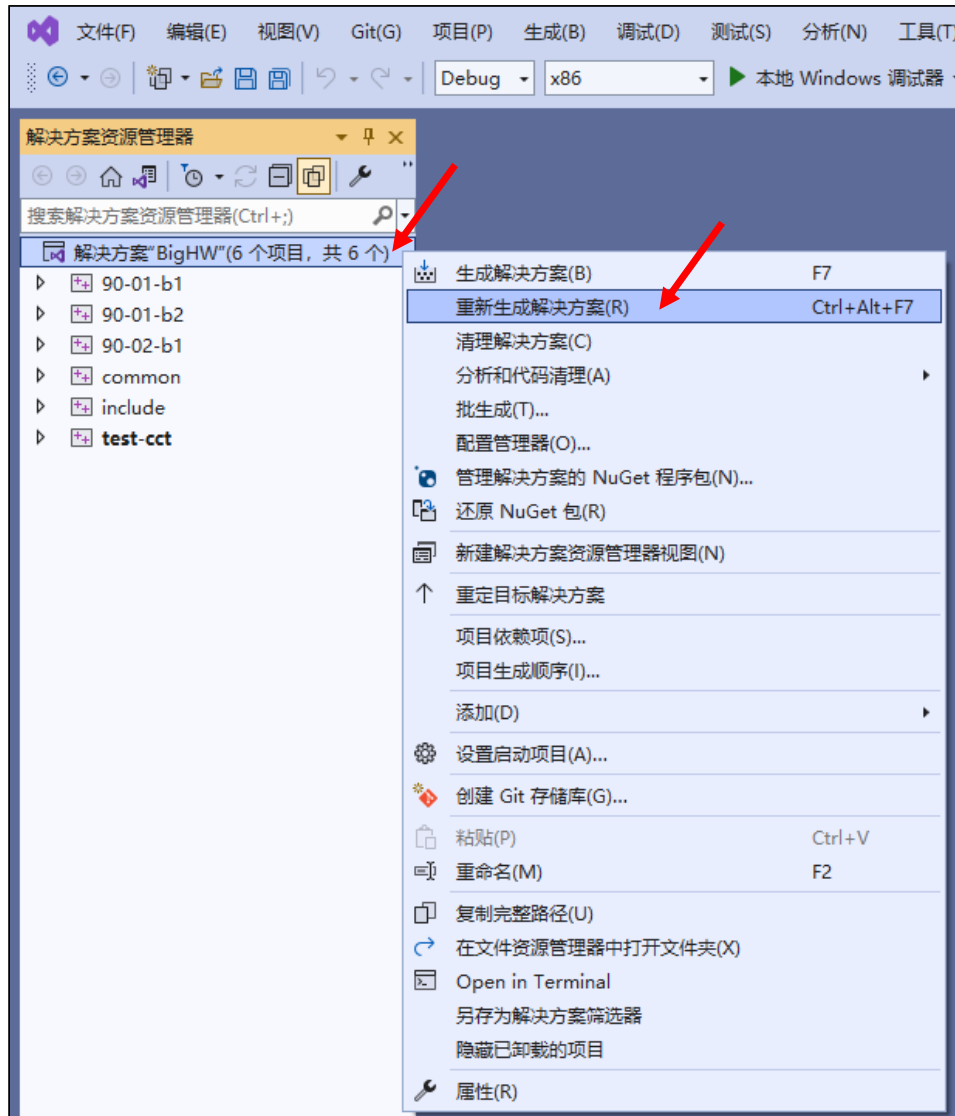 文件(F) 编辑(E) 视图(V) Git(G) 项目(P) 生成(B) 调试(D) 测试(S) 分析(N) 工具(T)
Debug x86 本地 Windows 调试器
解决方案资源管理器
搜索解决方案资源管理器(Ctrl+;)
解决方案"BigHW"(6 个项目，共 6 个)
90-01-b1
90-01-b2
90-02-b1
common
include
test-cct
生成解决方案(B) F7
重新生成解决方案(R) Ctrl+Alt+F7
清理解决方案(C)
分析和代码清理(A)
批生成(T)...
配置管理器(O)...
管理解决方案的 NuGet 程序包(N)...
还原 NuGet 包(R)
新建解决方案资源管理器视图(N)
重定目标解决方案
项目依赖项(S)...
项目生成顺序(I)...
添加(D)
设置启动项目(A)...
创建 Git 存储库(G)...
粘贴(P) Ctrl+V
重命名(M) F2
复制完整路径(U)
在文件资源管理器中打开文件夹(X)
Open in Terminal
另存为解决方案筛选器
隐藏已卸载的项目
属性(R)